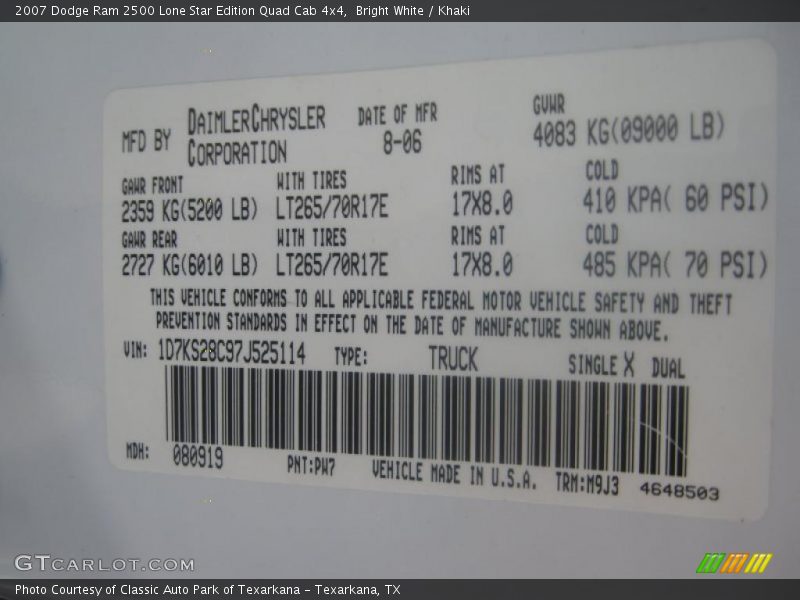 2007 Dodge Ram 2500 Lone Star Edition Quad Cab 4x4,  Bright White / Khaki
MFD BY DAIMLERCHRYSLER CORPORATION DATE OF MFR 8-06 GVWR 4083 KG(09000 LB)
GAWR FRONT WITH TIRES RIMS AT COLD
2359 KG(5200 LB) LT265/70R17E 17X8.0 410 KPA( 60 PSI)
GAWR REAR WITH TIRES RIMS AT COLD
2727 KG(6010 LB) LT265/70R17E 17X8.0 485 KPA( 70 PSI)
THIS VEHICLE CONFORMS TO ALL APPLICABLE FEDERAL MOTOR VEHICLE SAFETY AND THEFT
PREVENTION STANDARDS IN EFFECT ON THE DATE OF MANUFACTURE SHOWN ABOVE.
VIN: 1D7KS28C97J525114 TYPE: TRUCK SINGLE X DUAL
MDH: 080919 PNT:PW7 VEHICLE MADE IN U.S.A. TRM:M9J3 4648503
GTCARLOT.COM
Photo Courtesy of Classic Auto Park of Texarkana - Texarkana, TX